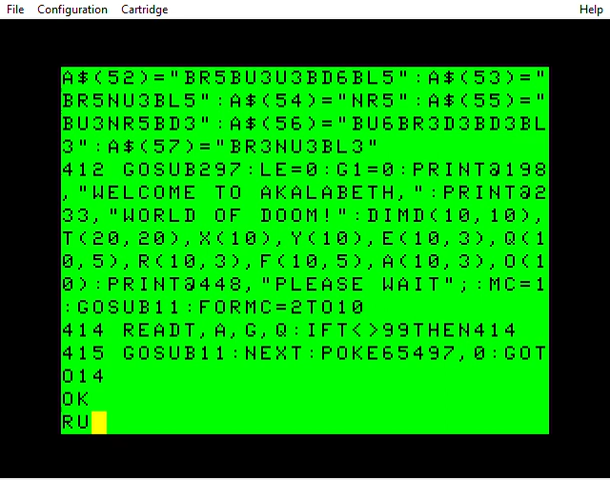 File Configuration Cartridge Help
A$(52)="BR5BU3U3BD6BL5":A$(53)="
BR5NU3BL5":A$(54)="NR5":A$(55)="
BU3NR5BD3":A$(56)="BU6BR3D3BD3BL
3":A$(57)="BR3NU3BL3"
412 GOSUB297:LE=0:G1=0:PRINT@198
,"WELCOME TO AKALABETH,":PRINT@2
33,"WORLD OF DOOM!":DIMD(10,10),
T(20,20),X(10),Y(10),E(10,3),Q(1
0,5),R(10,3),F(10,5),A(10,3),O(1
0):PRINT@448,"PLEASE WAIT";:MC=1
:GOSUB11:FORMC=2TO10
414 READT,A,G,Q:IFT<>99THEN414
415 GOSUB11:NEXT:POKE65497,0:GOT
O14
OK
RU